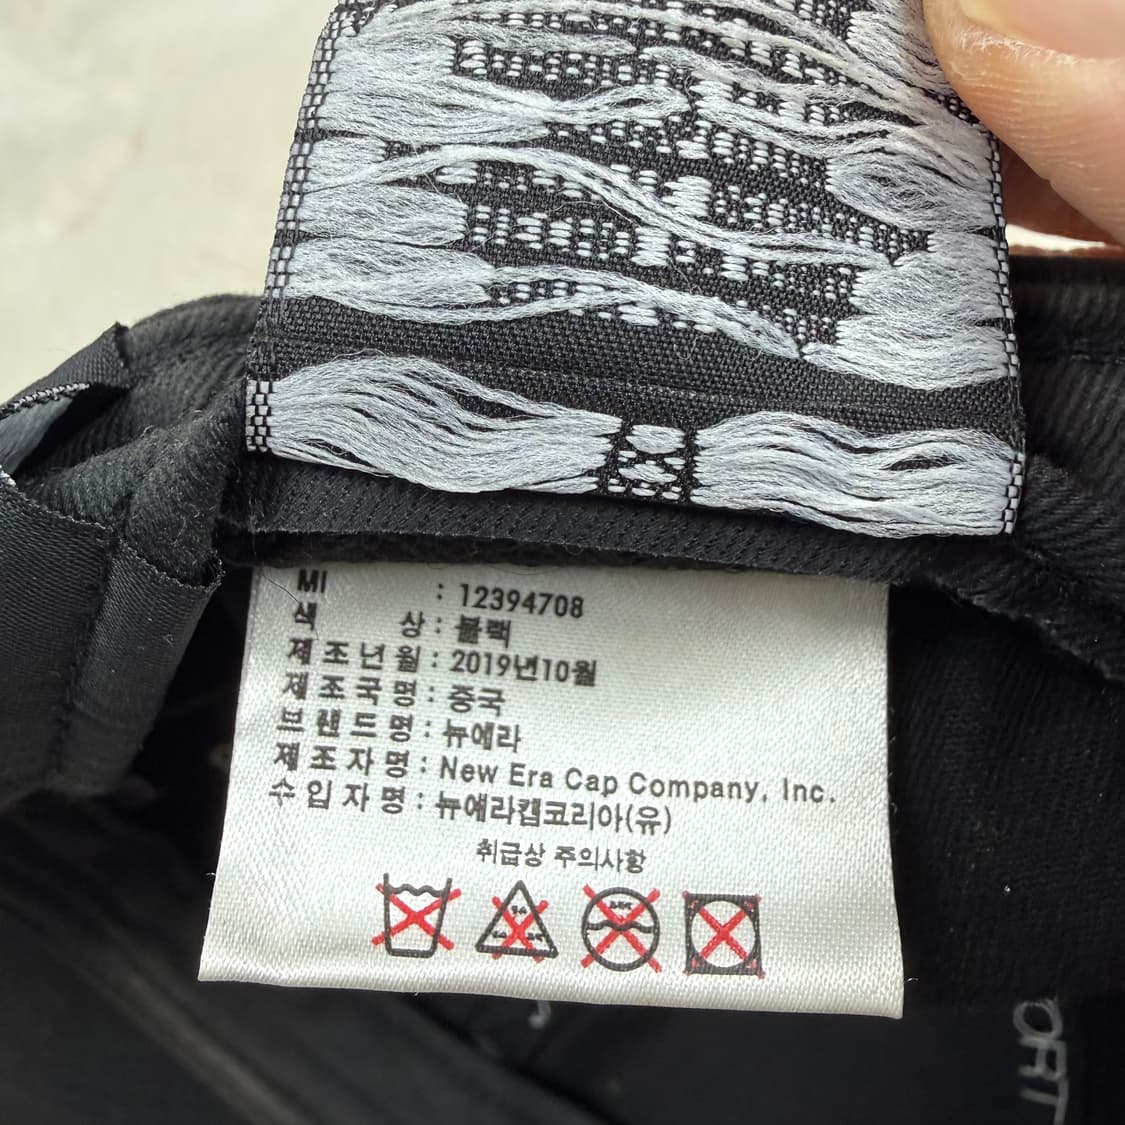 MI : 12394708
색 상 : 블랙
제조년월 : 2019년10월
제조국명 : 중국
브랜드명 : 뉴에라
제조자명 : New Era Cap Company, Inc.
수입자명 : 뉴에라캡코리아(유)
취급상 주의사항
ORT